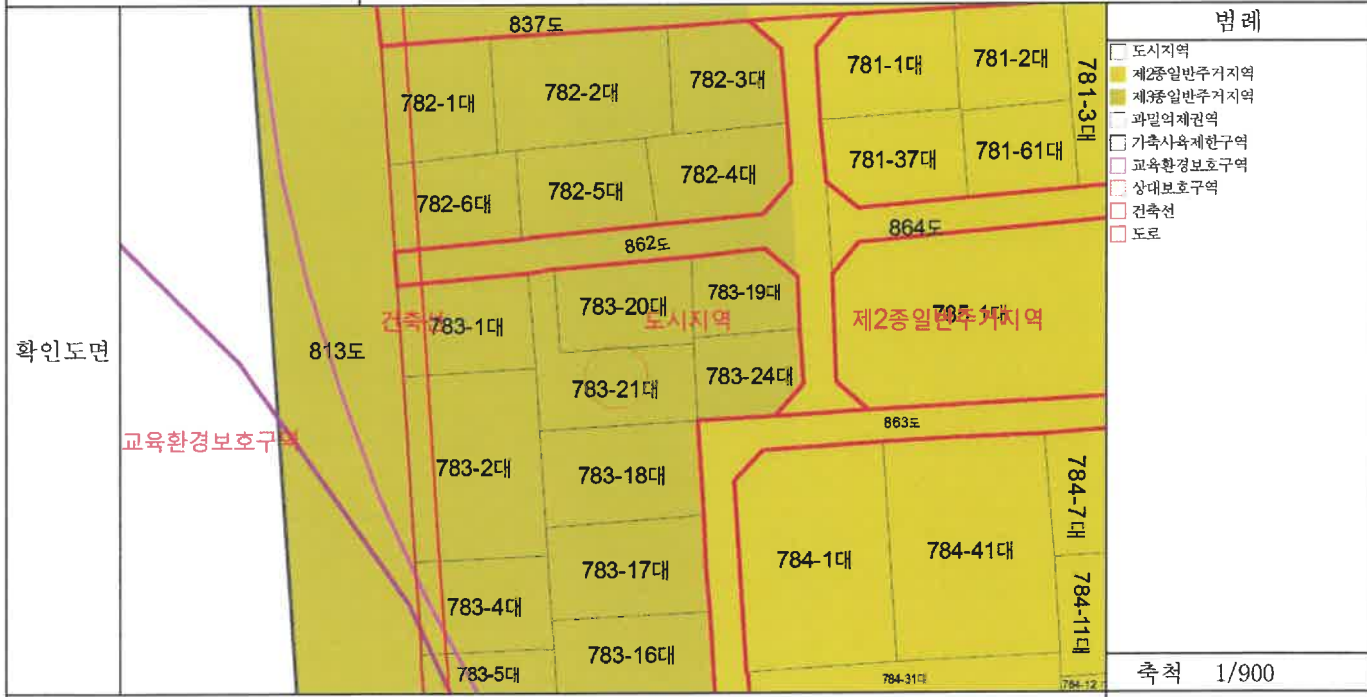 확인도면
837도
782-1대
782-2대
782-3대
781-1대
781-2대
781-3대
782-6대
782-5대
782-4대
781-37대
781-61대
862도
864도
813도
건축선
783-1대
783-20대
783-19대
도시지역
제2종일반주거지역
785-1대
783-21대
783-24대
863도
교육환경보호구역
783-2대
783-18대
784-1대
784-41대
784-7대
783-4대
783-17대
784-11대
783-5대
783-16대
784-31대
784-12
범례
도시지역
제2종일반주거지역
제3종일반주거지역
과밀억제권역
가축사육제한구역
교육환경보호구역
상대보호구역
건축선
도로
축척 1/900